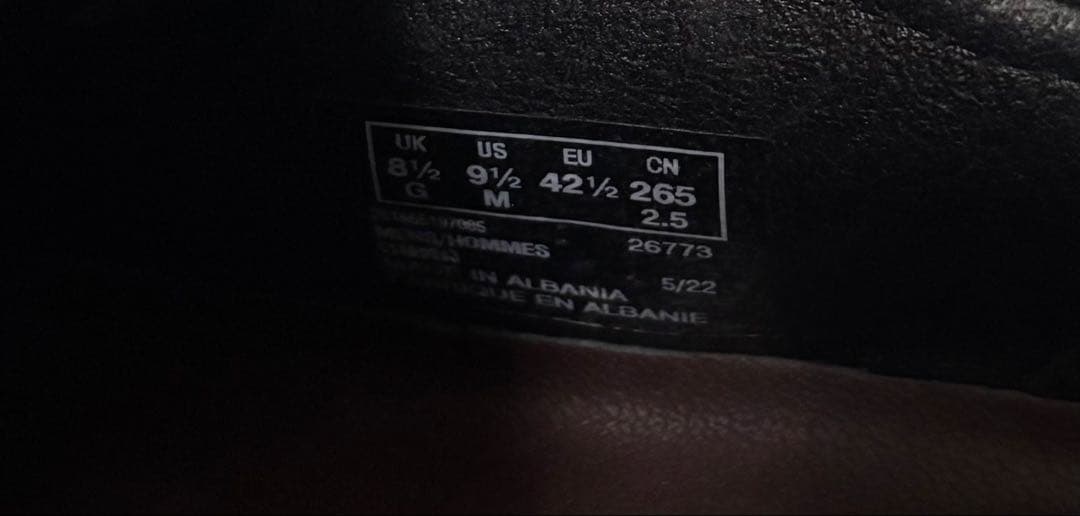 UK US EU CN
8½ 9½ 42½ 265
G M 2.5
MENS/HOMMES 26773
IN ALBANIA 5/22
EN ALBANIE